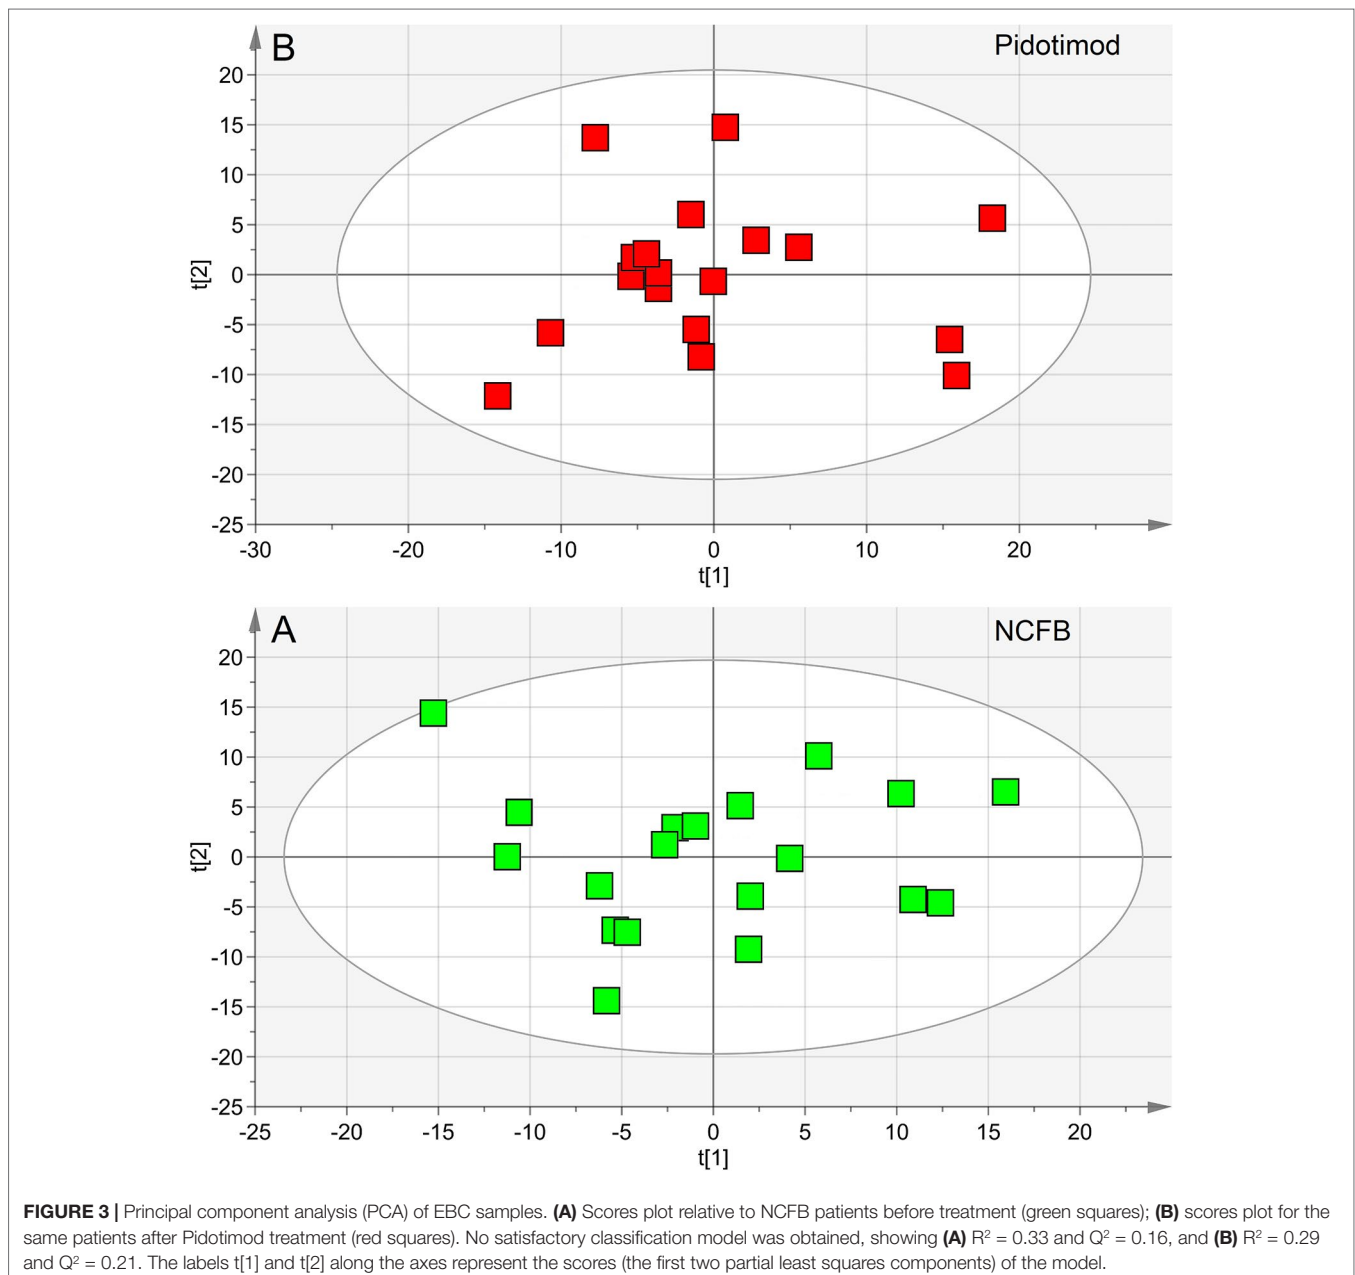 B
Pidotimod
20
15
10
5
0
-5
-10
-15
-20
-25
t[2]
-30 -20 -10 0 10 20
t[1]
A
NCFB
20
15
10
5
0
-5
-10
-15
-20
-25
t[2]
-25 -20 -15 -10 -5 0 5 10 15 20
t[1]
FIGURE 3 | Principal component analysis (PCA) of EBC samples. (A) Scores plot relative to NCFB patients before treatment (green squares); (B) scores plot for the
same patients after Pidotimod treatment (red squares). No satisfactory classification model was obtained, showing (A) R² = 0.33 and Q² = 0.16, and (B) R² = 0.29
and Q² = 0.21. The labels t[1] and t[2] along the axes represent the scores (the first two partial least squares components) of the model.